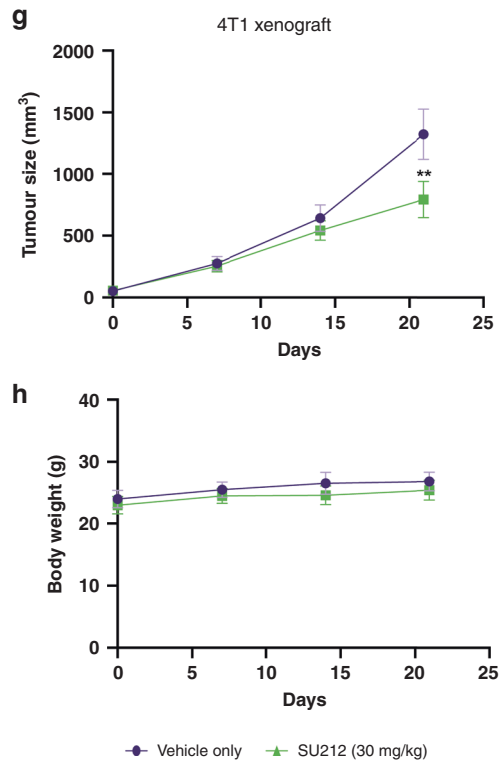 g
4T1 xenograft
Tumour size (mm³)
2000
1500
1000
500
0
**
0 5 10 15 20 25
Days
h
Body weight (g)
40
30
20
10
0
0 5 10 15 20 25
Days
Vehicle only SU212 (30 mg/kg)